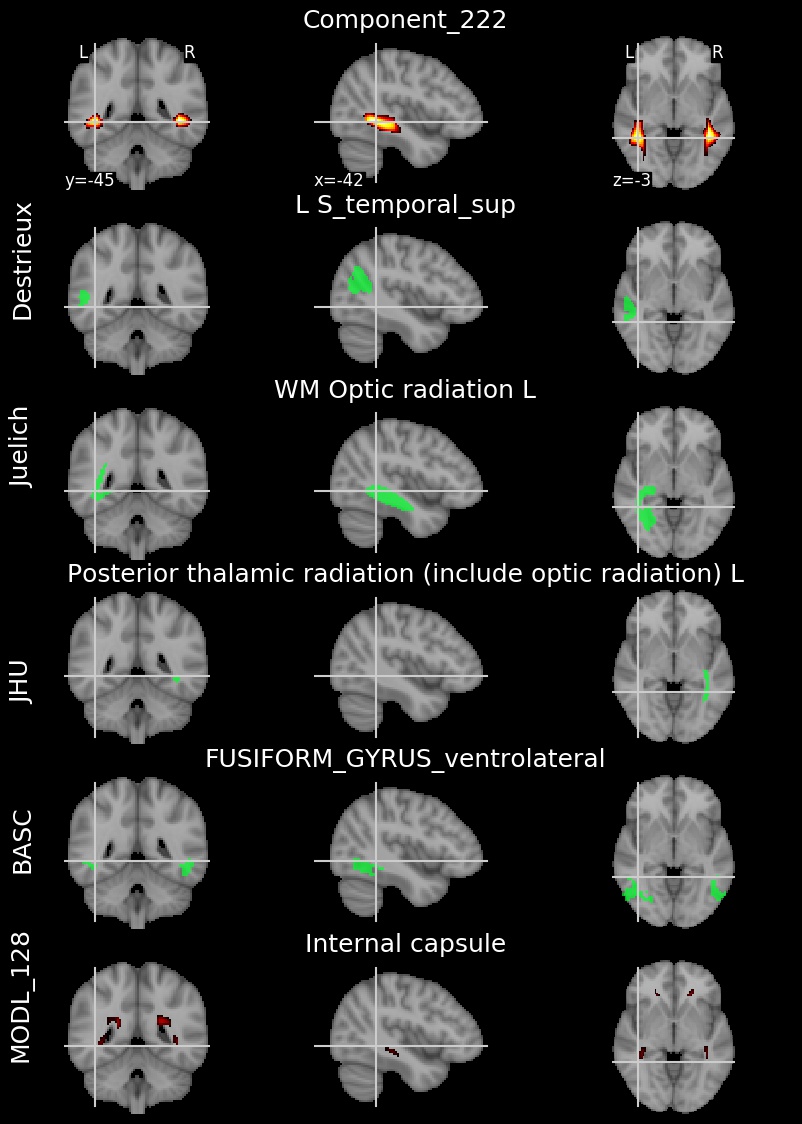 Component_222
L R L R
y=-45 x=-42 z=-3
Destrieux
L S_temporal_sup
Juelich
WM Optic radiation L
JHU
Posterior thalamic radiation (include optic radiation) L
BASC
FUSIFORM_GYRUS_ventrolateral
MODL_128
Internal capsule